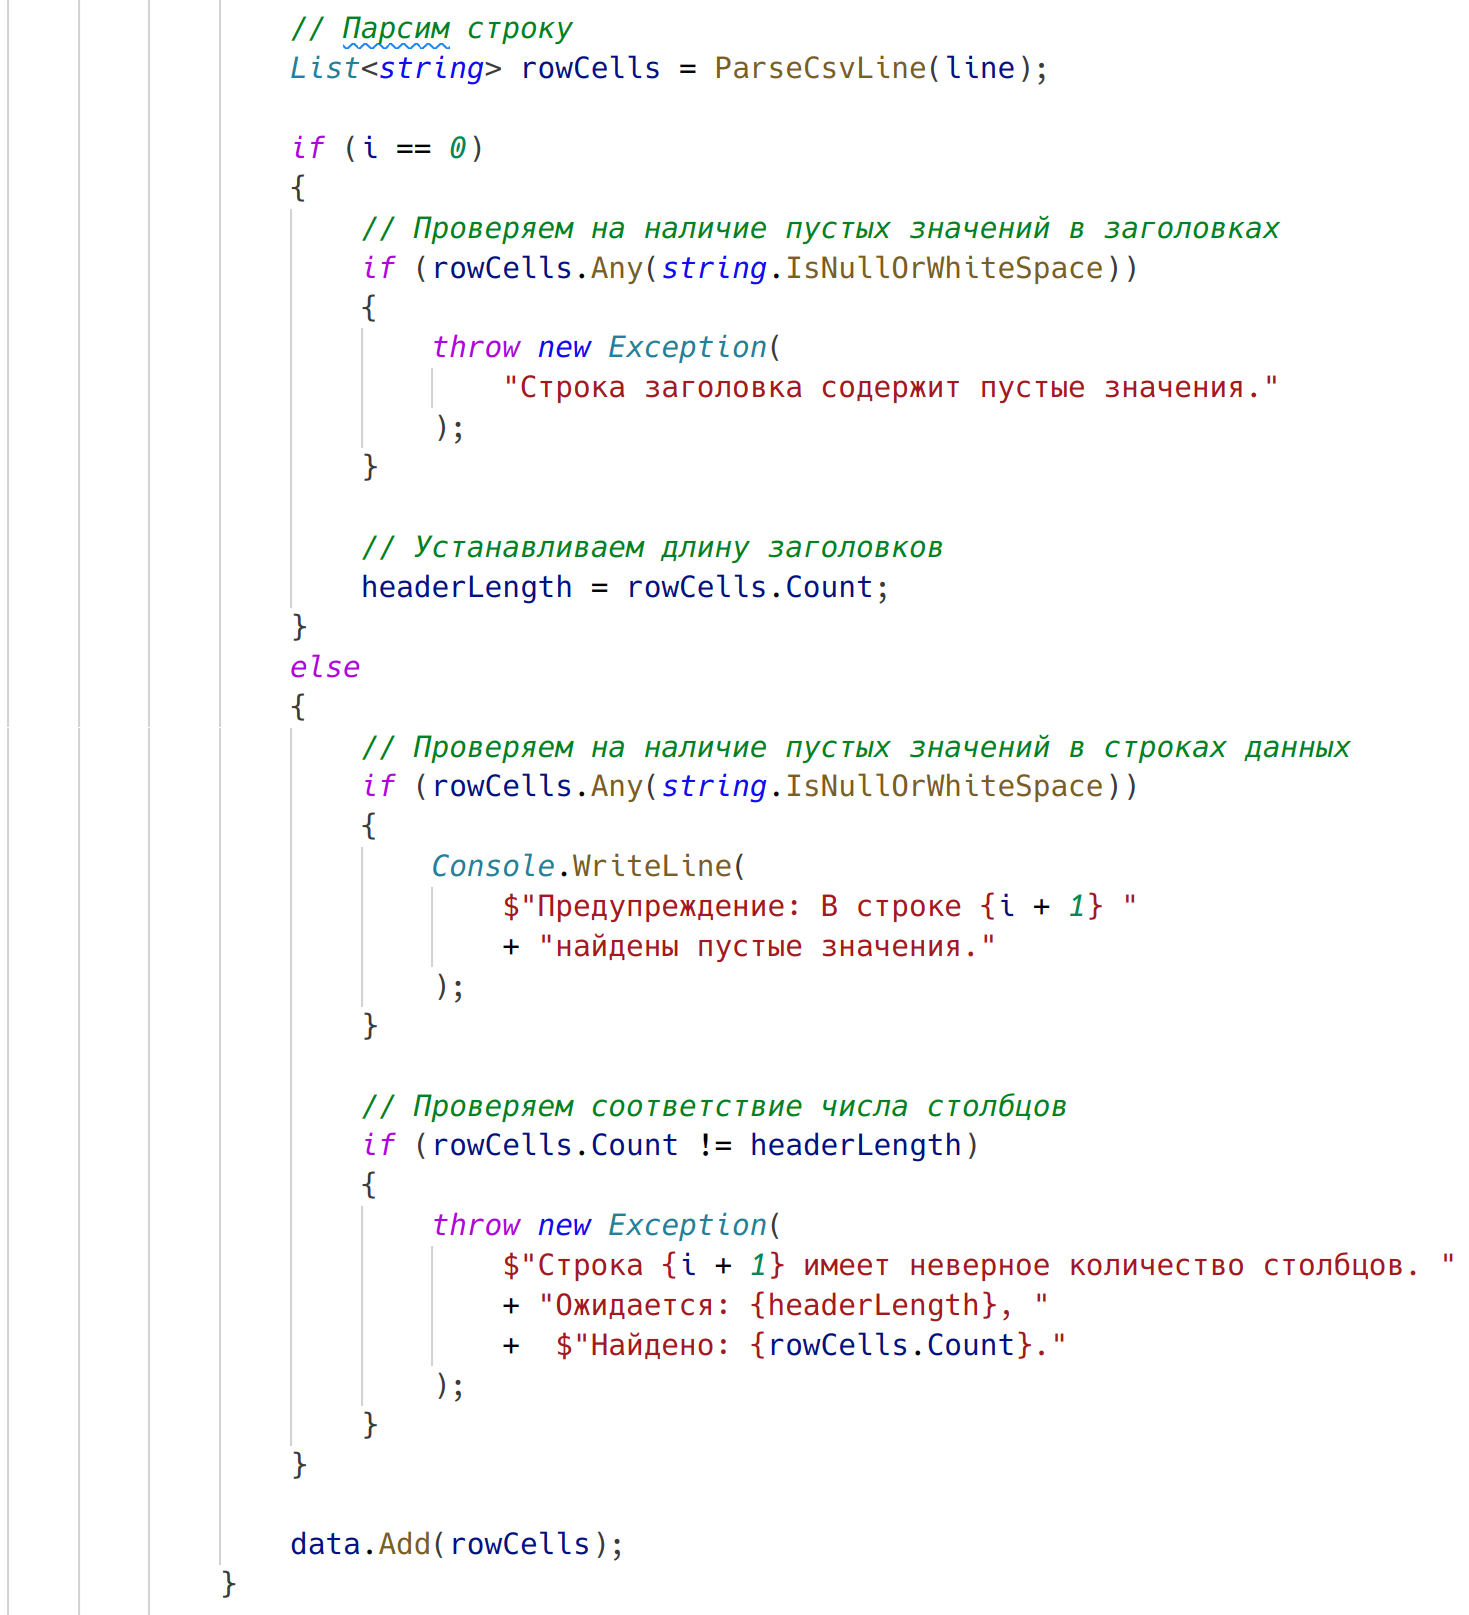 // Парсим строку
List<string> rowCells = ParseCsvLine(line);
if (i == 0)
{
// Проверяем на наличие пустых значений в заголовках
if (rowCells.Any(string.IsNullOrWhiteSpace))
{
throw new Exception(
"Строка заголовка содержит пустые значения."
);
}
// Устанавливаем длину заголовков
headerLength = rowCells.Count;
}
else
{
// Проверяем на наличие пустых значений в строках данных
if (rowCells.Any(string.IsNullOrWhiteSpace))
{
Console.WriteLine(
$"Предупреждение: В строке {i + 1} "
+ "найдены пустые значения."
);
}
// Проверяем соответствие числа столбцов
if (rowCells.Count != headerLength)
{
throw new Exception(
$"Строка {i + 1} имеет неверное количество столбцов. "
+ "Ожидается: {headerLength}, "
+  $"Найдено: {rowCells.Count}."
);
}
}
data.Add(rowCells);
}